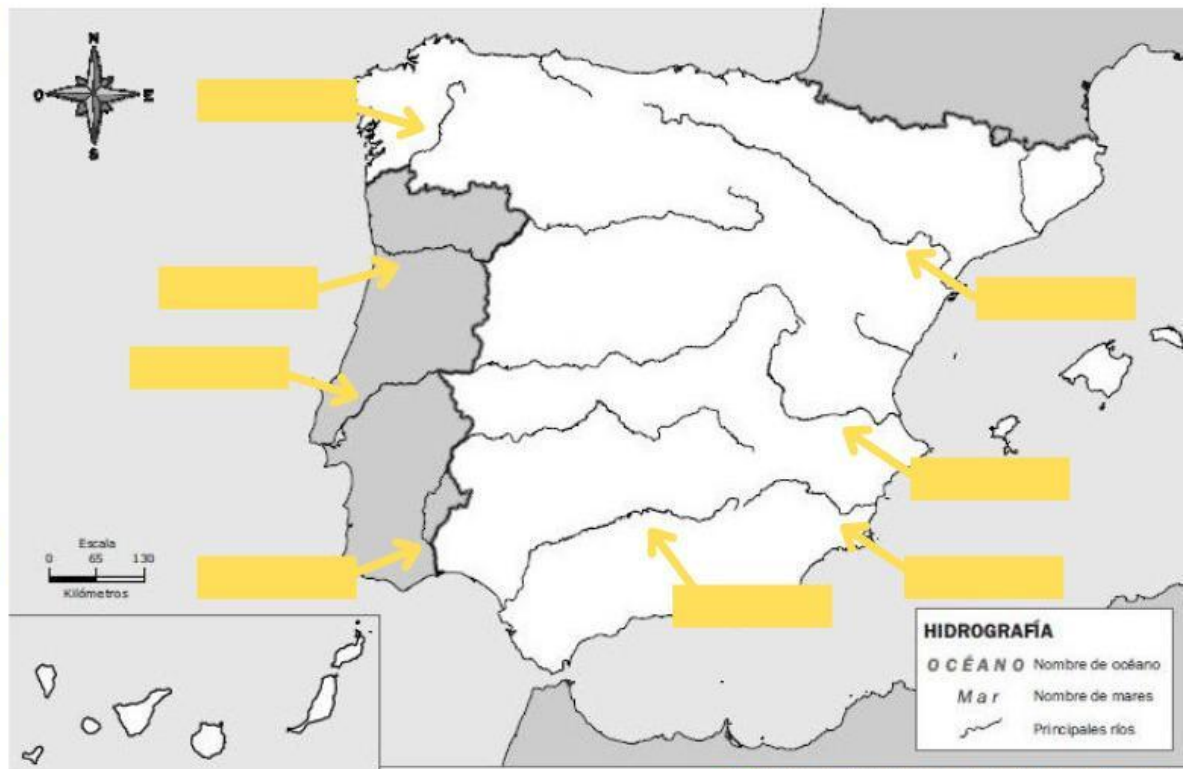 N
O E
S
Escala
0 65 130
Kilómetros
HIDROGRAFÍA
OCÉANO Nombre de océano
Mar Nombre de mares
Principales ríos